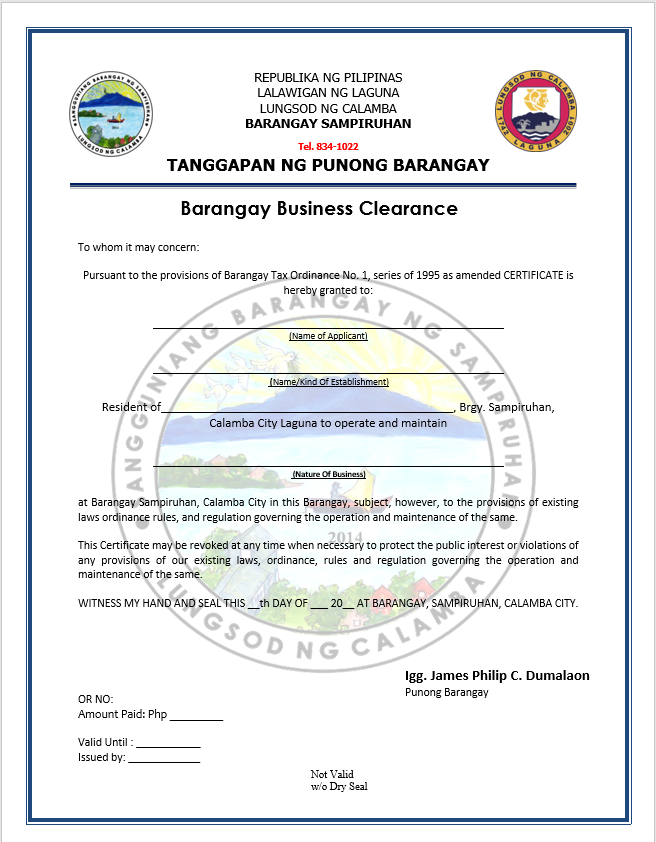 REPUBLIKA NG PILIPINAS
LALAWIGAN NG LAGUNA
LUNGSOD NG CALAMBA
BARANGAY SAMPIRUHAN
Tel. 834-1022
TANGGAPAN NG PUNONG BARANGAY
SANGGUNIANG BARANGAY NG SAMPIRUHAN
LUNGSOD NG CALAMBA
LUNGSOD NG CALAMBA
1742 LAGUNA 2001
Barangay Business Clearance
To whom it may concern:
Pursuant to the provisions of Barangay Tax Ordinance No. 1, series of 1995 as amended CERTIFICATE is
hereby granted to:
(Name of Applicant)
(Name/Kind Of Establishment)
Resident of____________, Brgy. Sampiruhan,
Calamba City Laguna to operate and maintain
(Nature Of Business)
at Barangay Sampiruhan, Calamba City in this Barangay, subject, however, to the provisions of existing
laws ordinance rules, and regulation governing the operation and maintenance of the same.
This Certificate may be revoked at any time when necessary to protect the public interest or violations of
any provisions of our existing laws, ordinance, rules and regulation governing the operation and
maintenance of the same.
WITNESS MY HAND AND SEAL THIS __th DAY OF ___ 20__ AT BARANGAY, SAMPIRUHAN, CALAMBA CITY.
SANGGUNIANG BARANGAY NG SAMPIRUHAN
2014
LUNGSOD NG CALAMBA
Igg. James Philip C. Dumalaon
Punong Barangay
OR NO:
Amount Paid: Php _________
Valid Until : ___________
Issued by: ____________
Not Valid
w/o Dry Seal